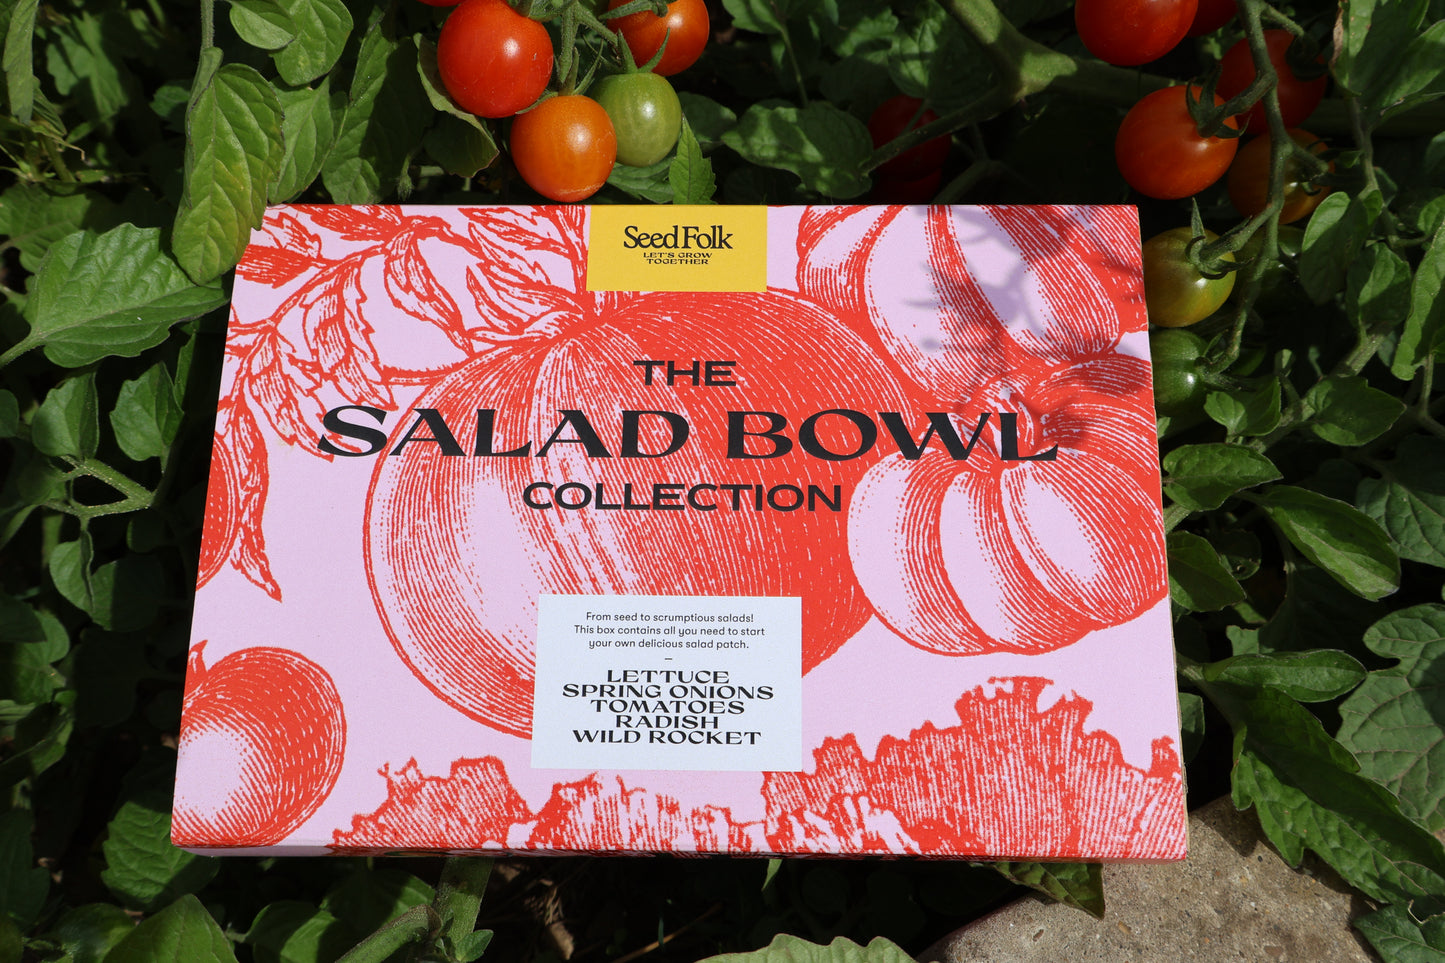 SeedFolk
LET'S GROW
TOGETHER
THE
SALAD BOWL
COLLECTION
From seed to scrumptious salads!
This box contains all you need to start
your own delicious salad patch.
–
LETTUCE
SPRING ONIONS
TOMATOES
RADISH
WILD ROCKET